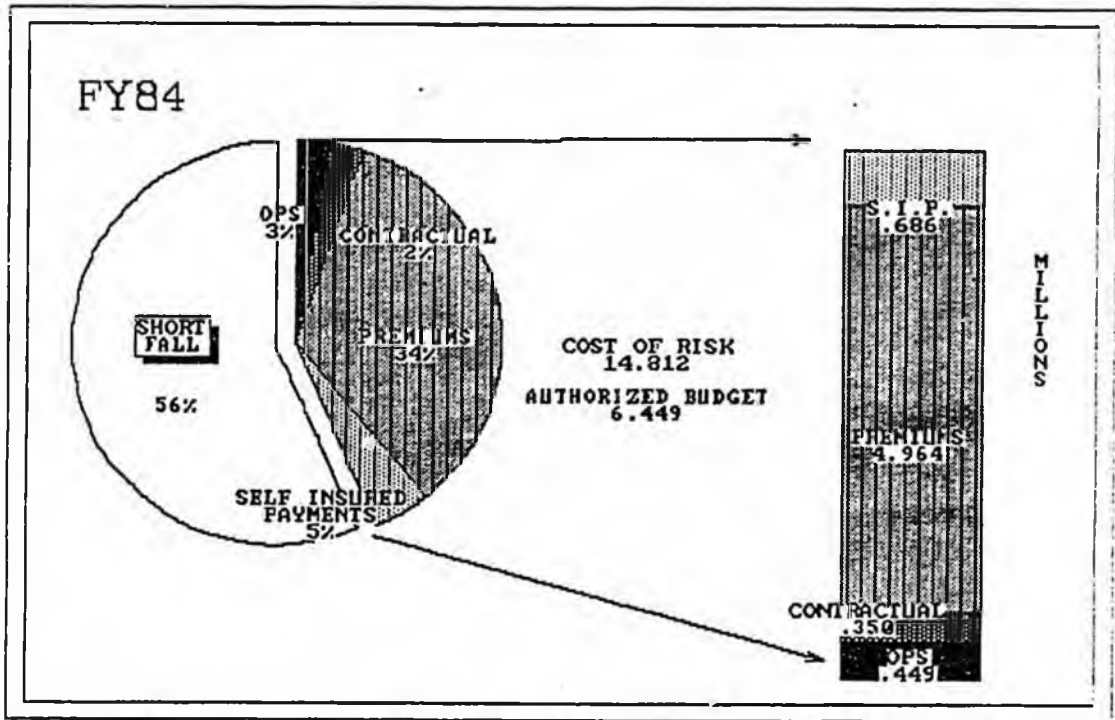 FY84
OPS
3%
CONTRACTUAL
2%
PREMIUMS
34%
SHORT
FALL
56%
SELF INSURED
PAYMENTS
5%
COST OF RISK
14.812
AUTHORIZED BUDGET
6.449
S.I.P.
.686
PREMIUMS
4.964
CONTRACTUAL
.350
OPS
.449
MILLIONS